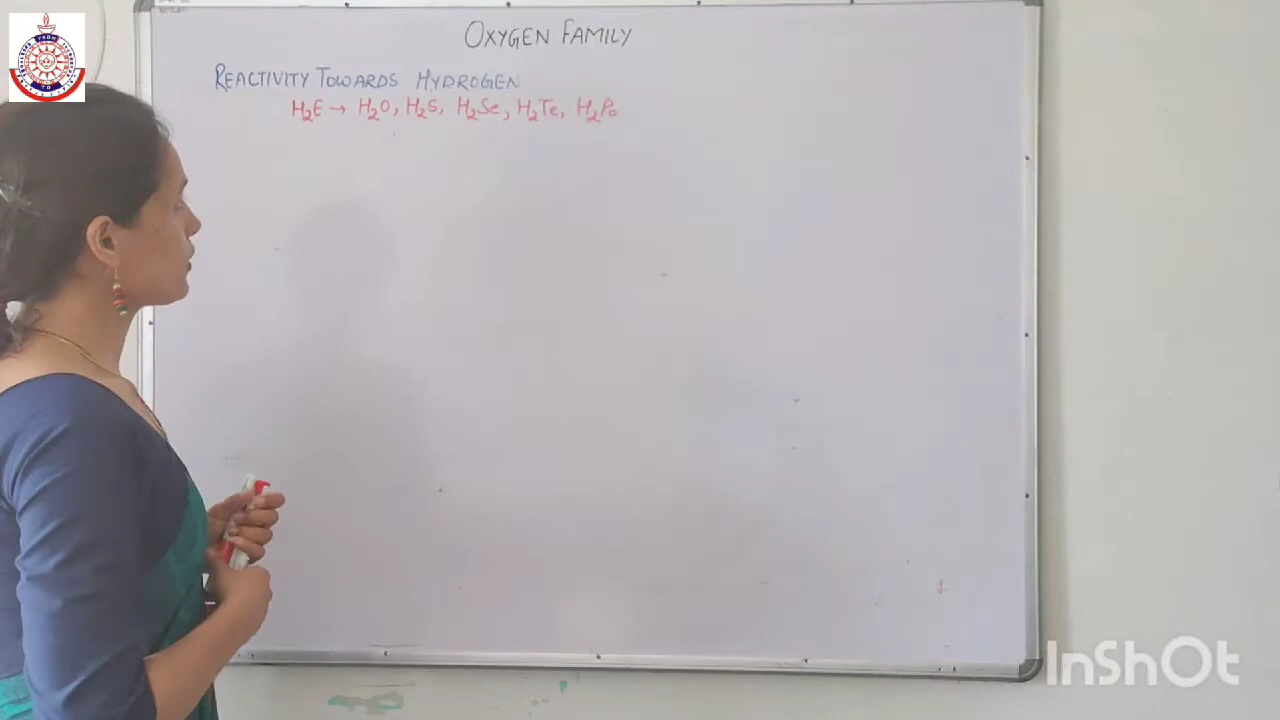 OXYGEN FAMILY
REACTIVITY TOWARDS HYDROGEN
H₂E → H₂O, H₂S, H₂Se, H₂Te, H₂Po
InShOt